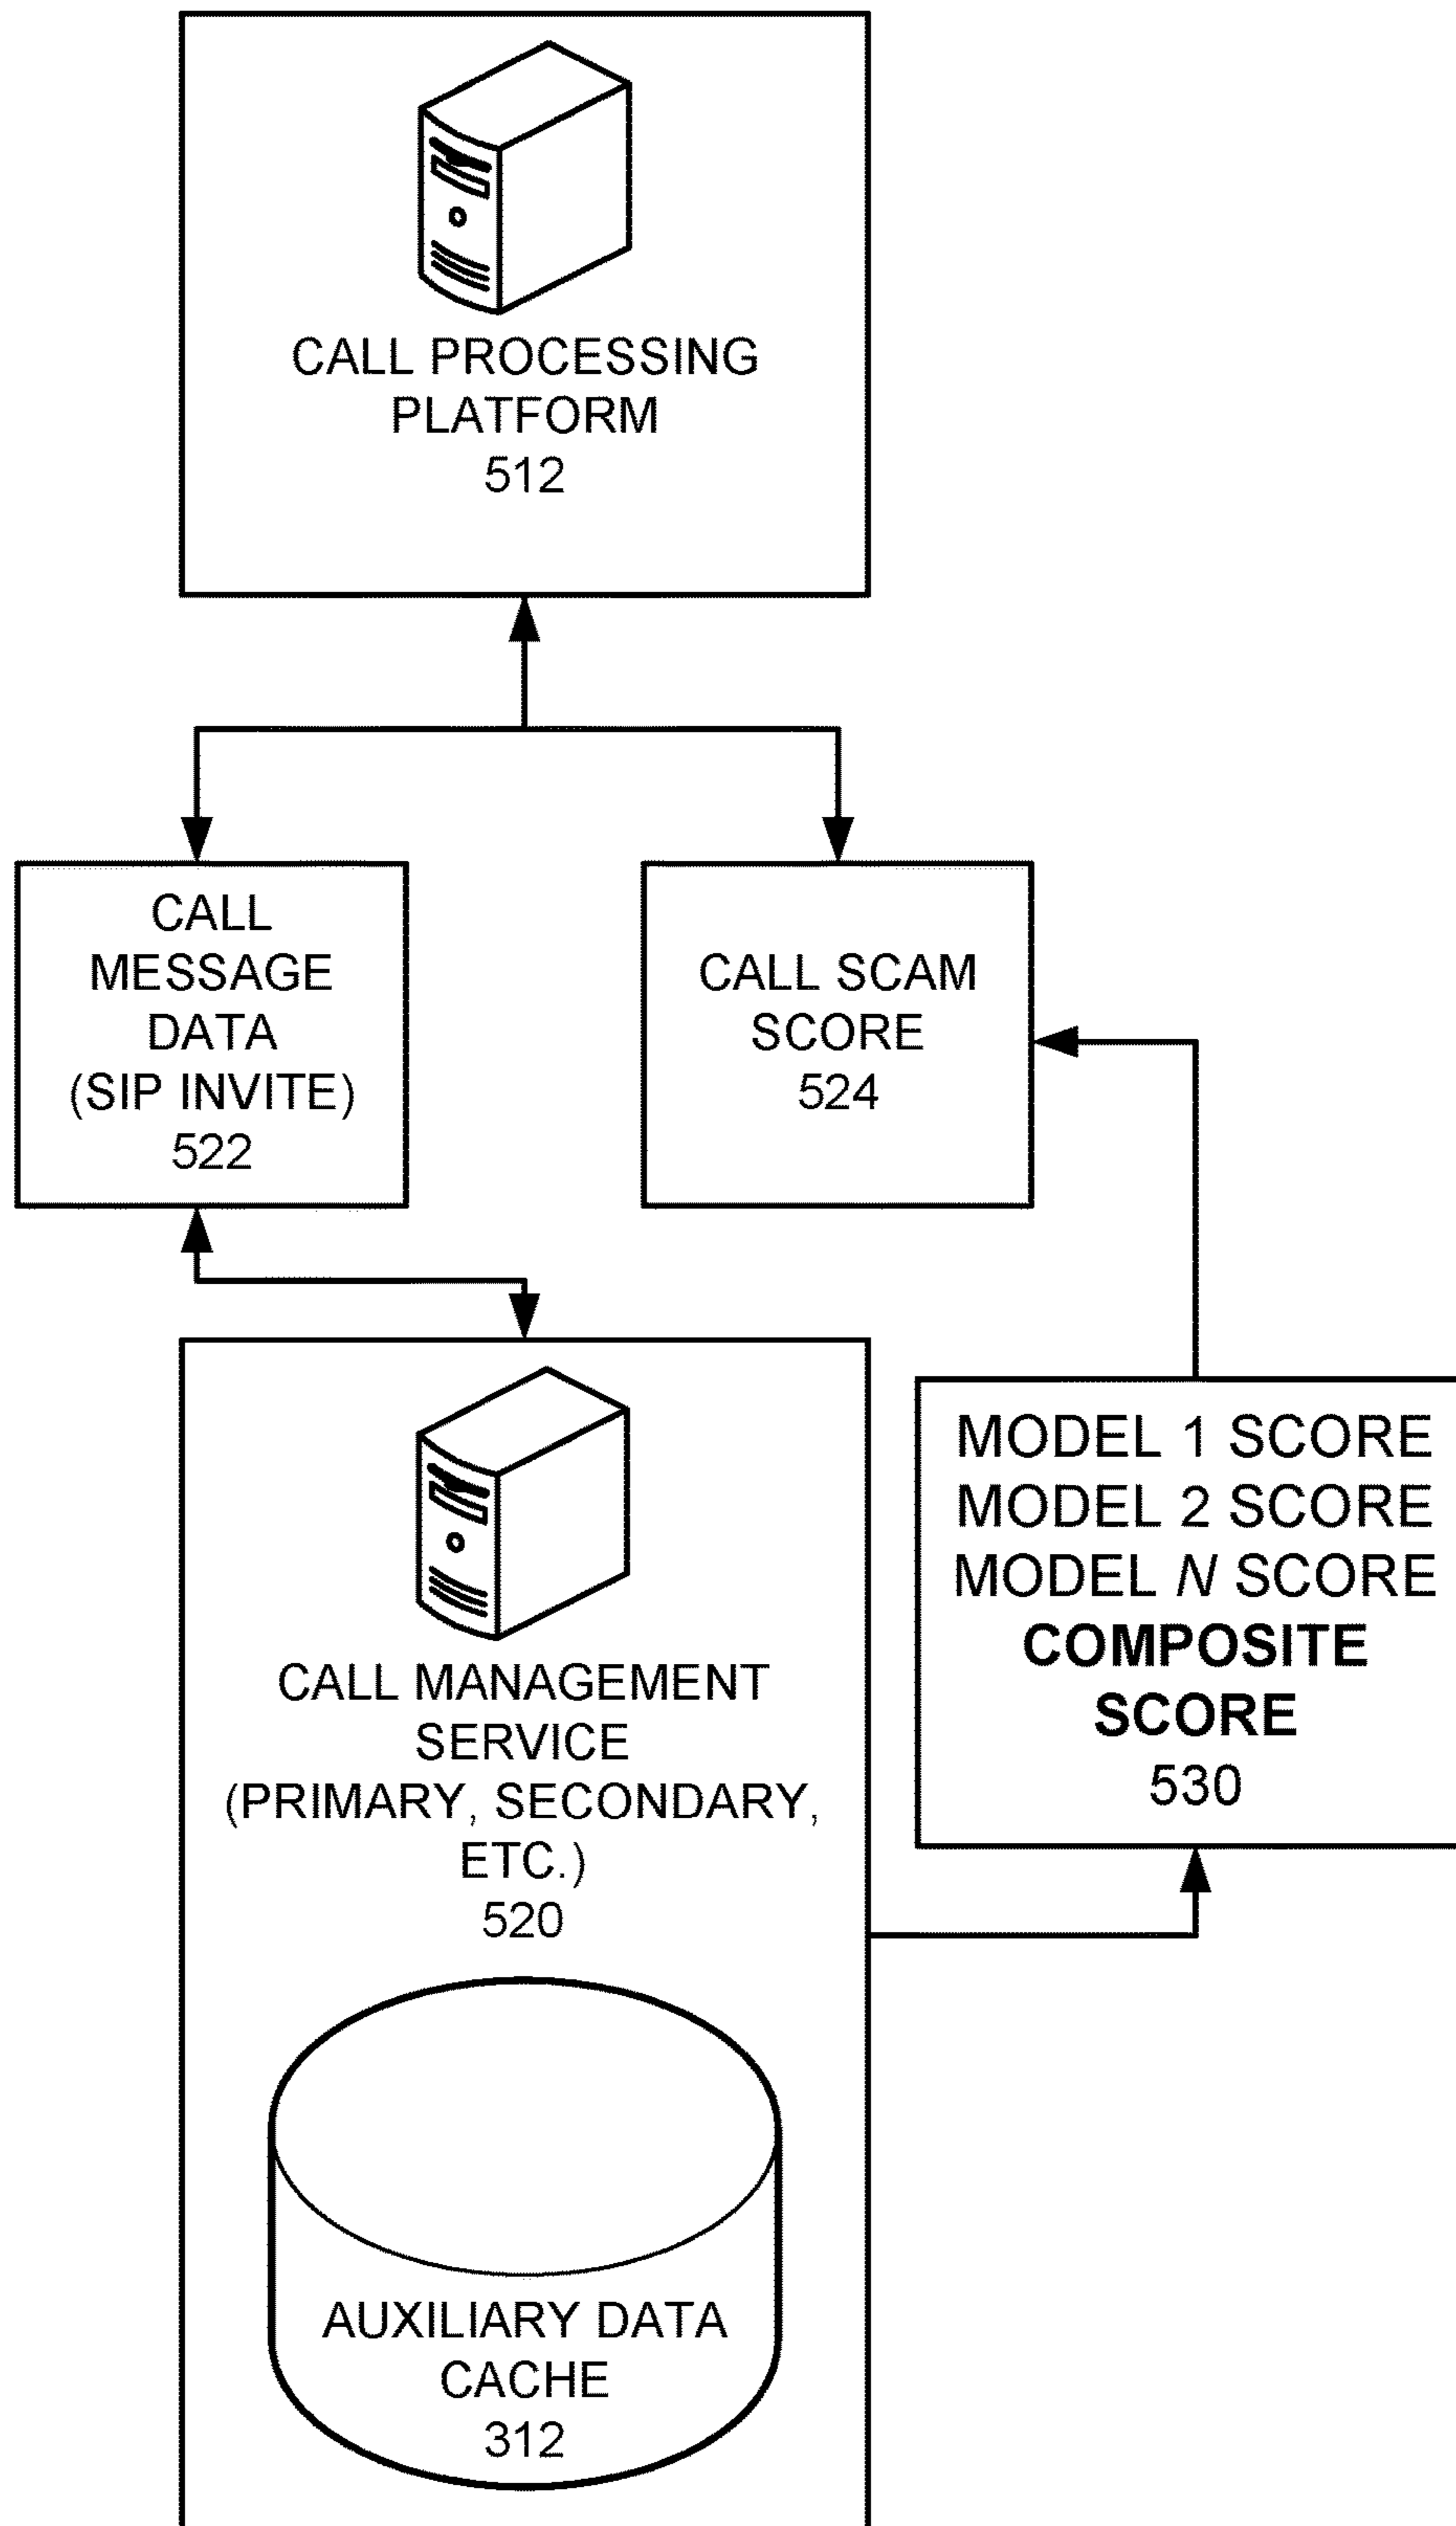 CALL PROCESSING
PLATFORM
512
CALL
MESSAGE
DATA
(SIP INVITE)
522
CALL SCAM
SCORE
524
MODEL 1 SCORE
MODEL 2 SCORE
MODEL N SCORE
COMPOSITE
SCORE
530
CALL MANAGEMENT
SERVICE
(PRIMARY, SECONDARY,
ETC.)
520
AUXILIARY DATA
CACHE
312